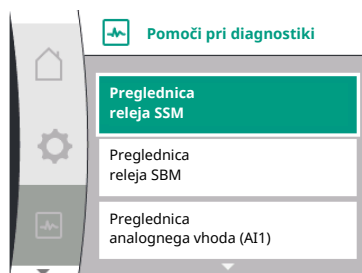 Pomoči pri diagnostiki
Preglednica
releja SSM
Preglednica
releja SBM
Preglednica
analognega vhoda (AI1)